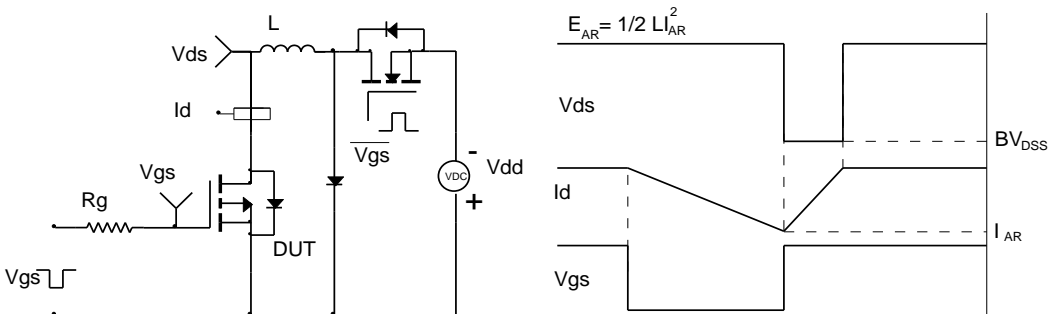 L
E_AR = 1/2 LI_AR^2
Vds
Id
Vgs
Vgs
-
VDC
Vdd
+
Rg
DUT
Vgs
Vds
BV_DSS
Id
I_AR
Vgs